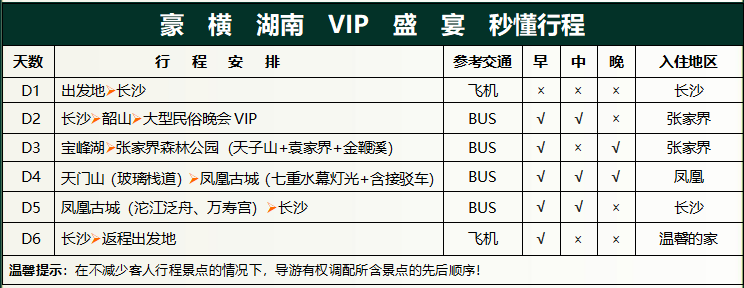 豪 横 湖南 VIP 盛 宴 秒懂行程
天数 行 程 安 排 参考交通 早 中 晚 入住地区
D1 出发地➤长沙 飞机 × × × 长沙
D2 长沙➤韶山➤大型民俗晚会 VIP BUS √ √ × 张家界
D3 宝峰湖➤张家界森林公园 (天子山+袁家界+金鞭溪) BUS √ × √ 张家界
D4 天门山 (玻璃栈道) ➤凤凰古城 (七重水幕灯光+含接驳车) BUS √ √ √ 凤凰
D5 凤凰古城 (沱江泛舟、万寿宫) ➤长沙 BUS √ √ × 长沙
D6 长沙➤返程出发地 飞机 √ × × 温馨的家
温馨提示：在不减少客人行程景点的情况下，导游有权调配所含景点的先后顺序！